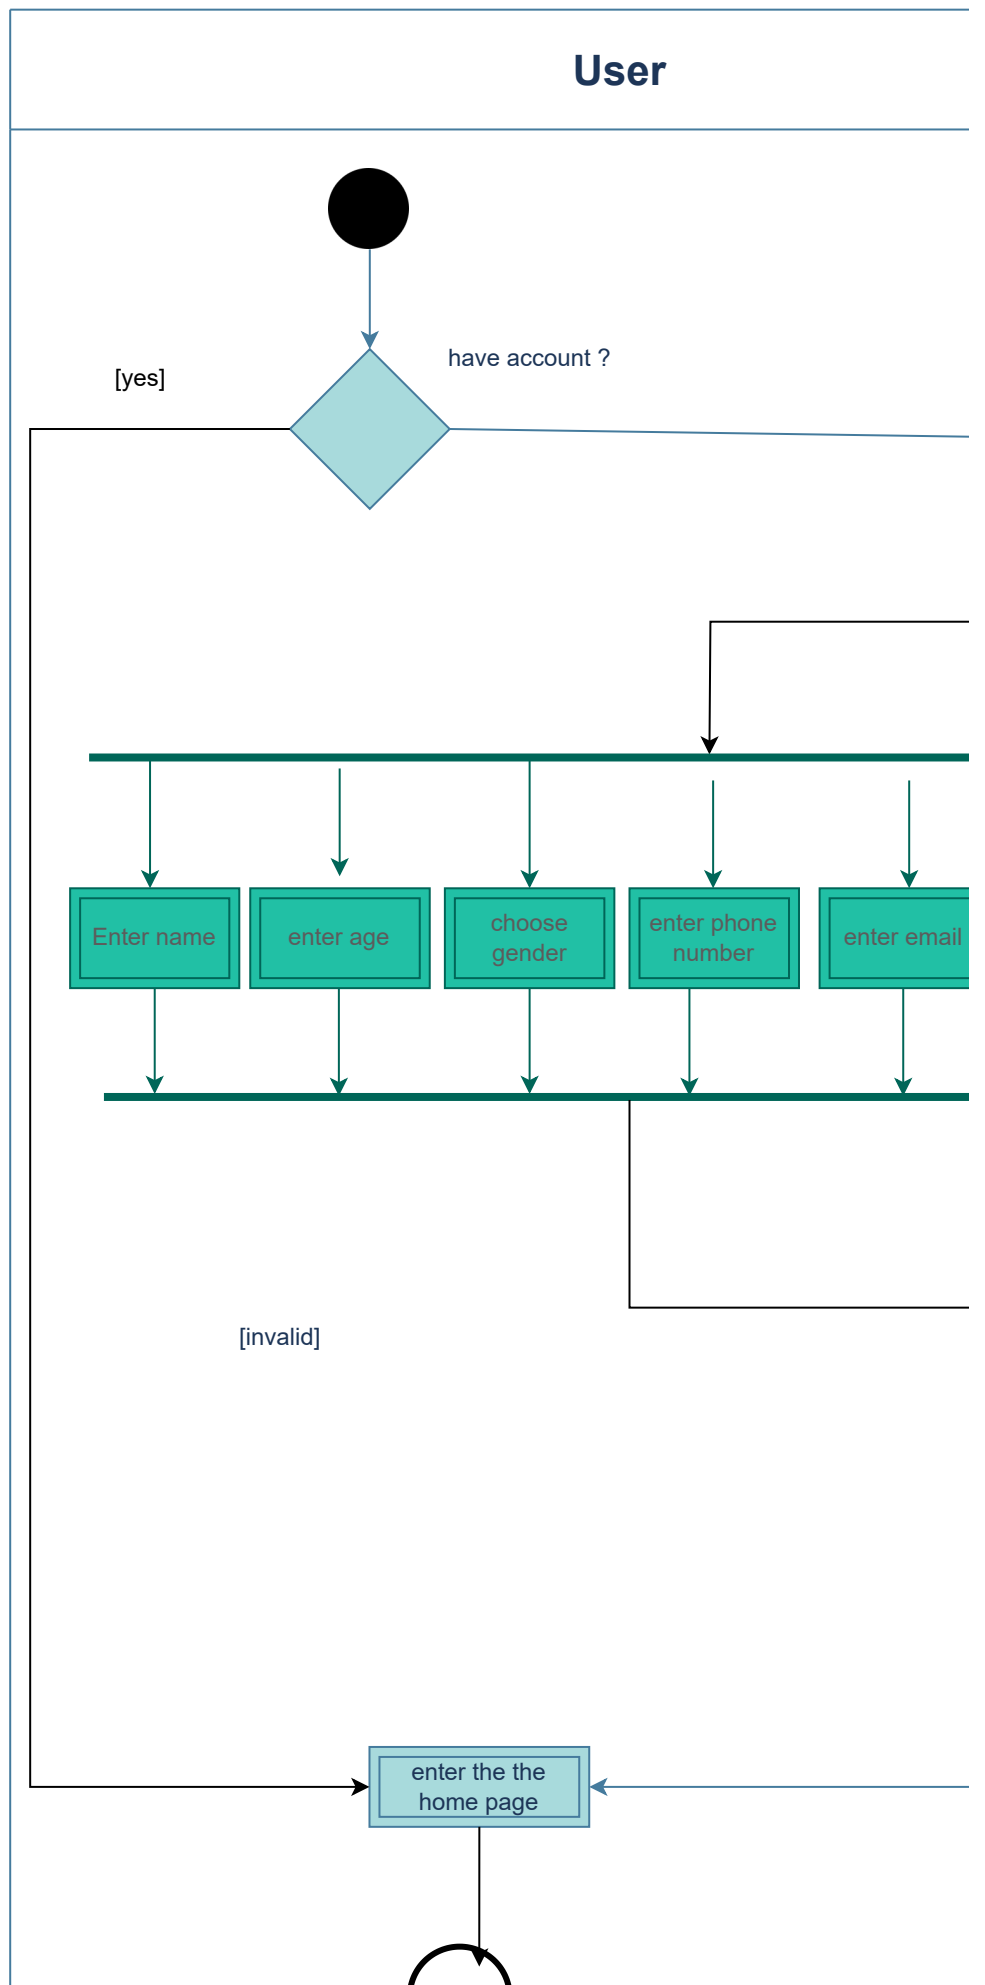 User
have account ?
[yes]
Enter name
enter age
choose
gender
enter phone
number
enter email
[invalid]
enter the the
home page